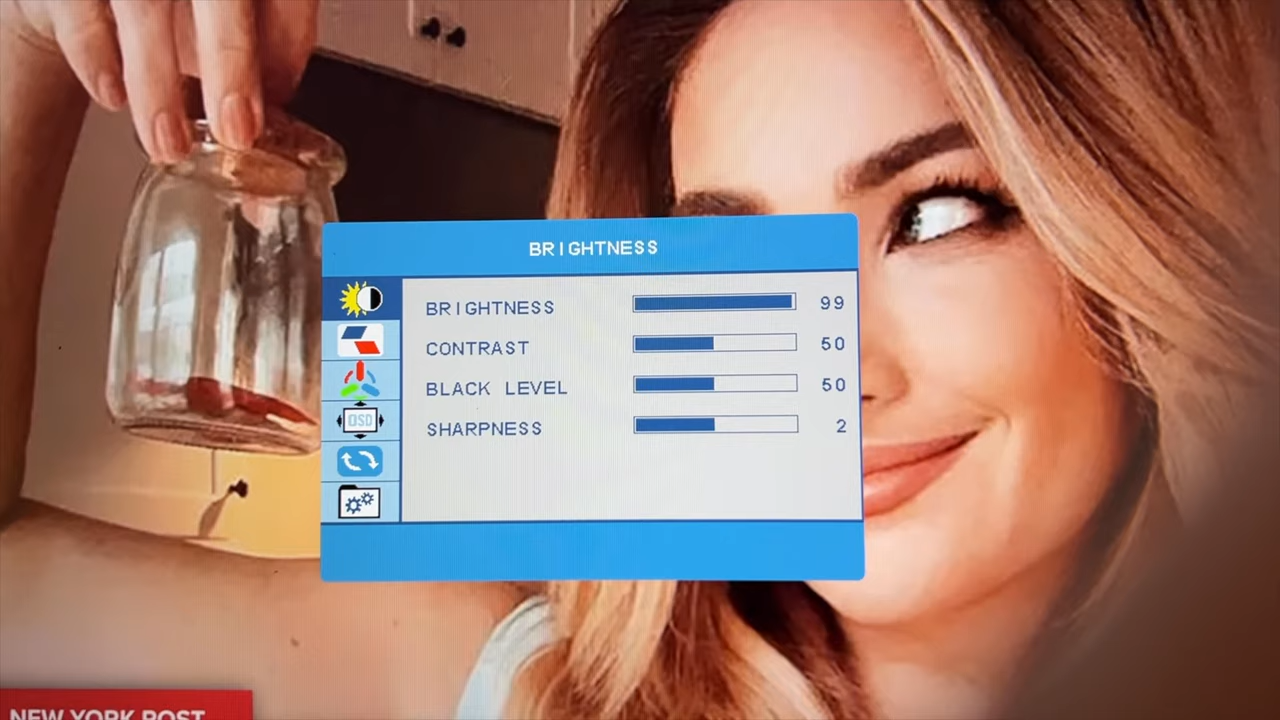 BRIGHTNESS
BRIGHTNESS 99
CONTRAST 50
BLACK LEVEL 50
SHARPNESS 2
OSD
NEW YORK POST